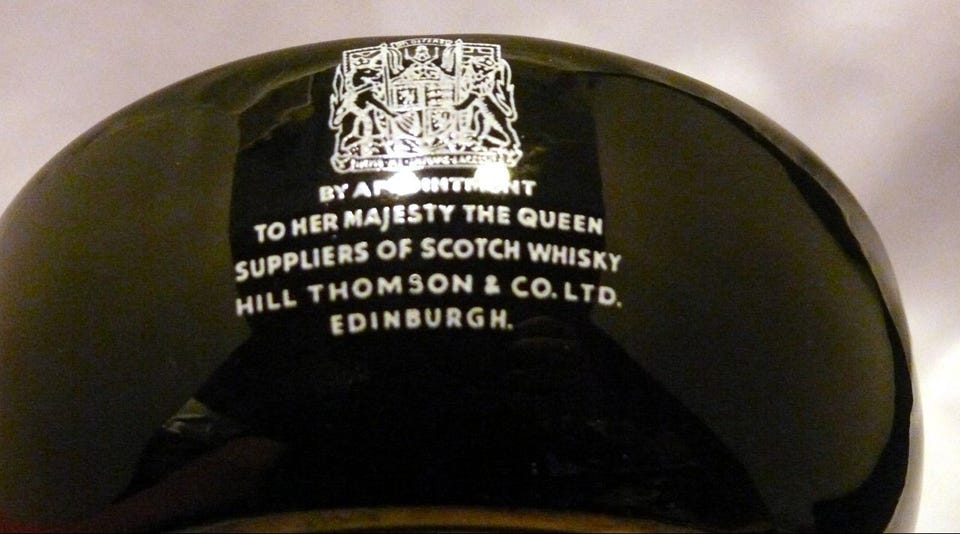 BY APPOINTMENT
TO HER MAJESTY THE QUEEN
SUPPLIERS OF SCOTCH WHISKY
HILL THOMSON & CO. LTD.
EDINBURGH.